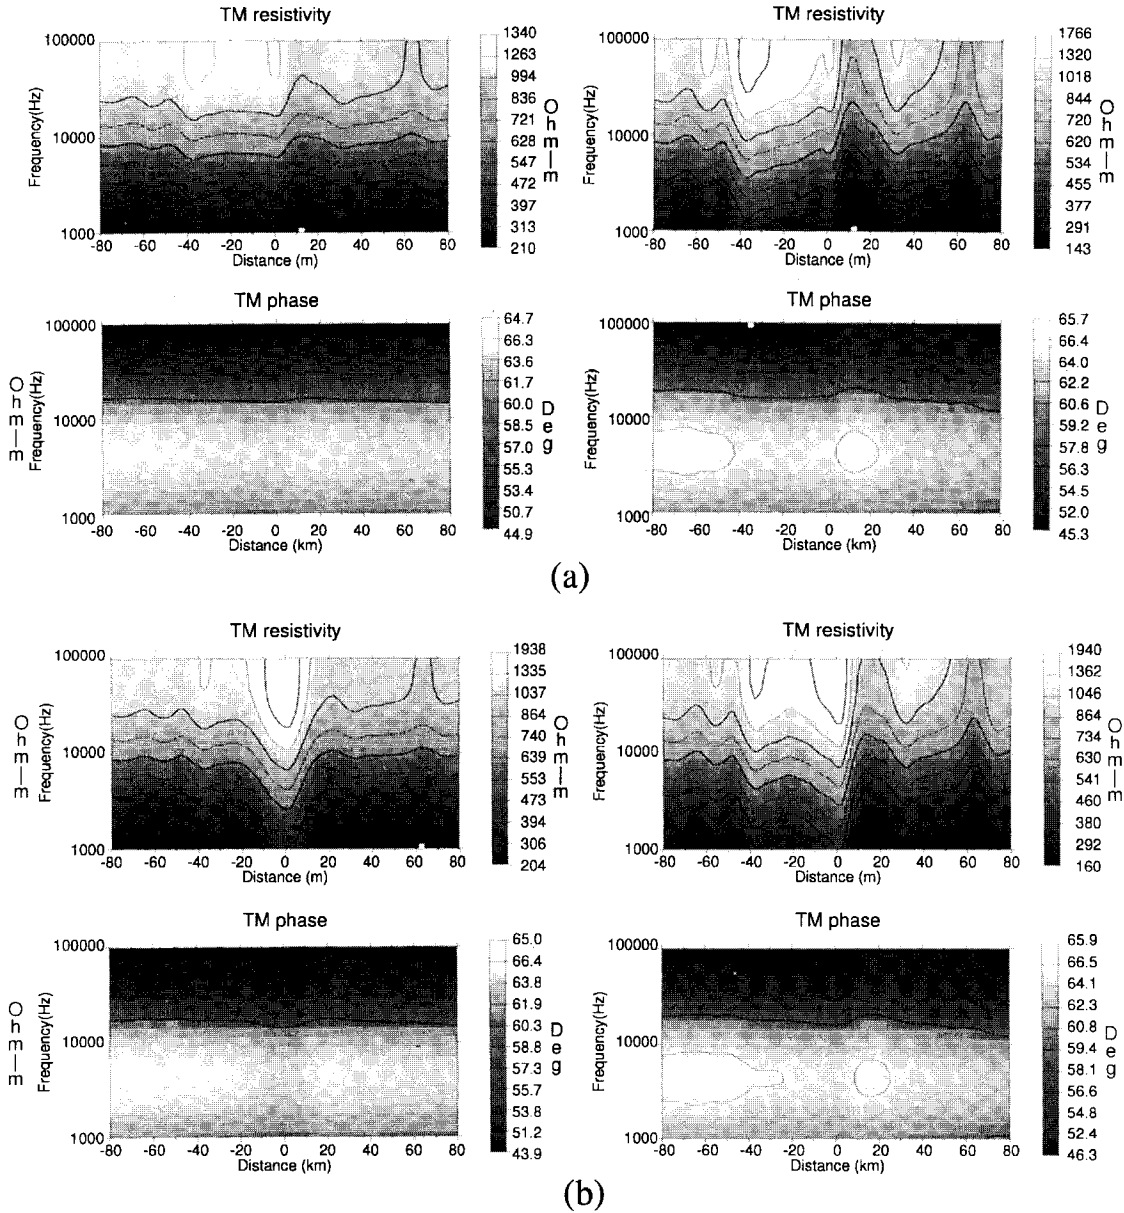 TM resistivity
100000
10000
1000
Frequency(Hz)
-80 -60 -40 -20 0 20 40 60 80
Distance (m)
1340
1263
994
836
721
628
547
472
397
313
210
Ohm—m
TM resistivity
100000
10000
1000
Frequency(Hz)
-80 -60 -40 -20 0 20 40 60 80
Distance (m)
1766
1320
1018
844
720
620
534
455
377
291
143
Ohm—m
TM phase
Ohm—m
100000
10000
1000
Frequency(Hz)
-80 -60 -40 -20 0 20 40 60 80
Distance (km)
64.7
66.3
63.6
61.7
60.0
58.5
57.0
55.3
53.4
50.7
44.9
Deg
TM phase
100000
10000
1000
Frequency(Hz)
-80 -60 -40 -20 0 20 40 60 80
Distance (km)
65.7
66.4
64.0
62.2
60.6
59.2
57.8
56.3
54.5
52.0
45.3
Deg
(a)
TM resistivity
Ohm—m
100000
10000
1000
Frequency(Hz)
-80 -60 -40 -20 0 20 40 60 80
Distance (m)
1938
1335
1037
864
740
639
553
473
394
306
204
Ohm—m
TM resistivity
100000
10000
1000
Frequency(Hz)
-80 -60 -40 -20 0 20 40 60 80
Distance (m)
1940
1362
1046
864
734
630
541
460
380
292
160
Ohm—m
TM phase
Ohm—m
100000
10000
1000
Frequency(Hz)
-80 -60 -40 -20 0 20 40 60 80
Distance (km)
65.0
66.4
63.8
61.9
60.3
58.8
57.3
55.7
53.8
51.2
43.9
Deg
TM phase
100000
10000
1000
Frequency(Hz)
-80 -60 -40 -20 0 20 40 60 80
Distance (km)
65.9
66.5
64.1
62.3
60.8
59.4
58.1
56.6
54.8
52.4
46.3
Deg
(b)